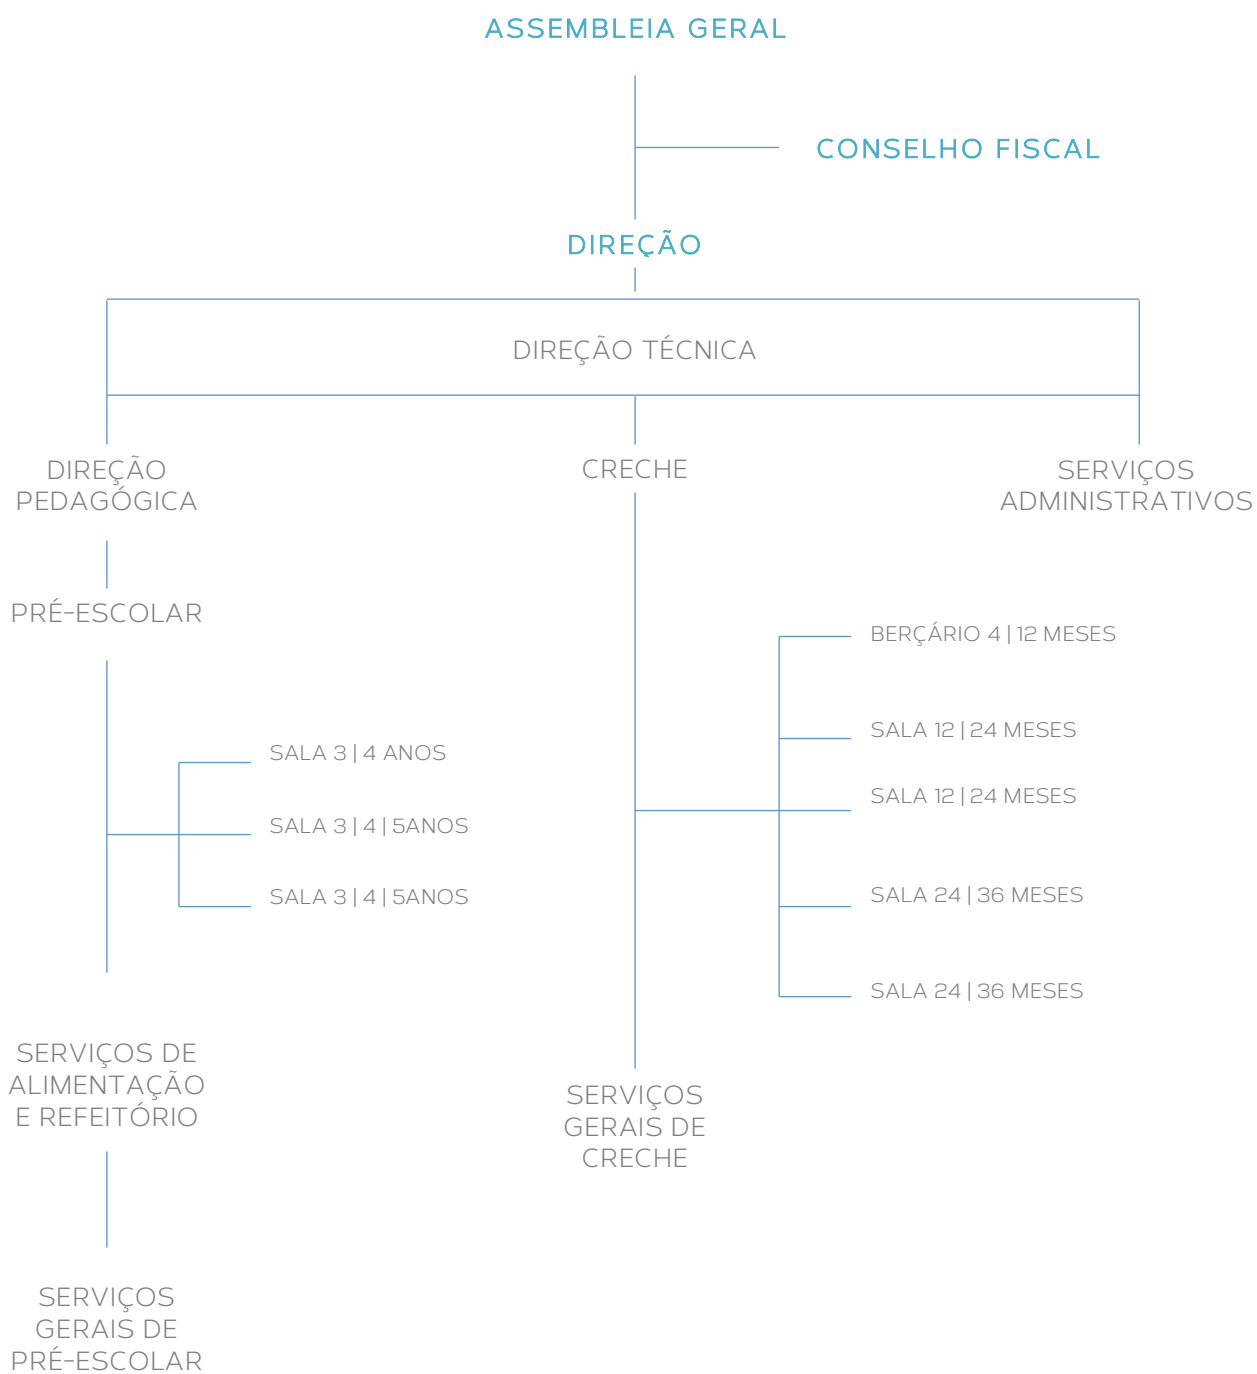 ASSEMBLEIA GERAL
CONSELHO FISCAL
DIREÇÃO
DIREÇÃO TÉCNICA
DIREÇÃO
PEDAGÓGICA
CRECHE
SERVIÇOS
ADMINISTRATIVOS
PRÉ-ESCOLAR
SALA 3 | 4 ANOS
SALA 3 | 4 | 5ANOS
SALA 3 | 4 | 5ANOS
BERÇÁRIO 4 | 12 MESES
SALA 12 | 24 MESES
SALA 12 | 24 MESES
SALA 24 | 36 MESES
SALA 24 | 36 MESES
SERVIÇOS DE
ALIMENTAÇÃO
E REFEITÓRIO
SERVIÇOS
GERAIS DE
CRECHE
SERVIÇOS
GERAIS DE
PRÉ-ESCOLAR